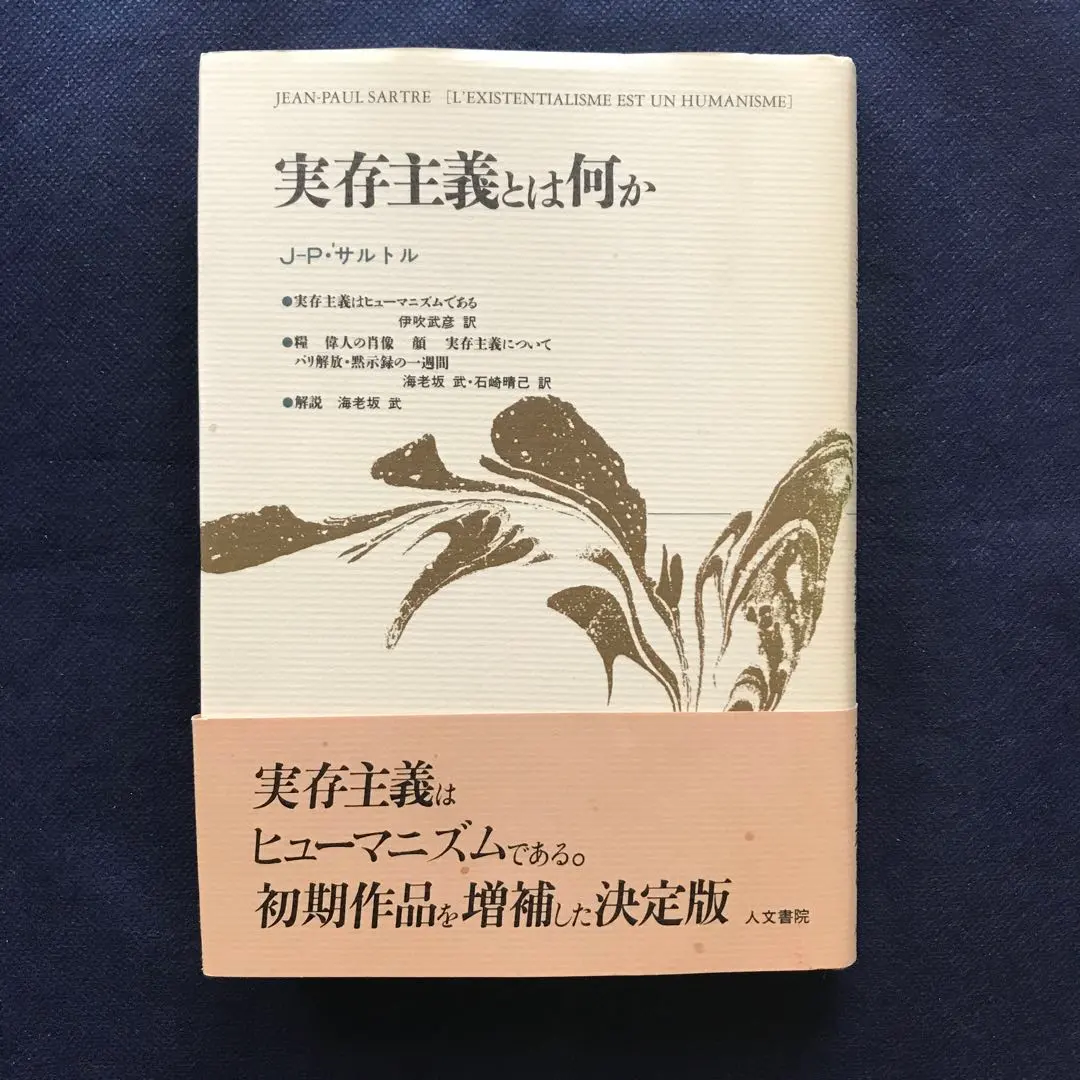 JEAN-PAUL SARTRE [L'EXISTENTIALISME EST UN HUMANISME]
実存主義とは何か
J-P・サルトル
●実存主義はヒューマニズムである
伊吹武彦 訳
●糧 偉人の肖像 顔 実存主義について
パリ解放・黙示録の一週間
海老坂 武・石崎晴己 訳
●解説 海老坂 武
実存主義は
ヒューマニズムである。
初期作品を増補した決定版 人文書院